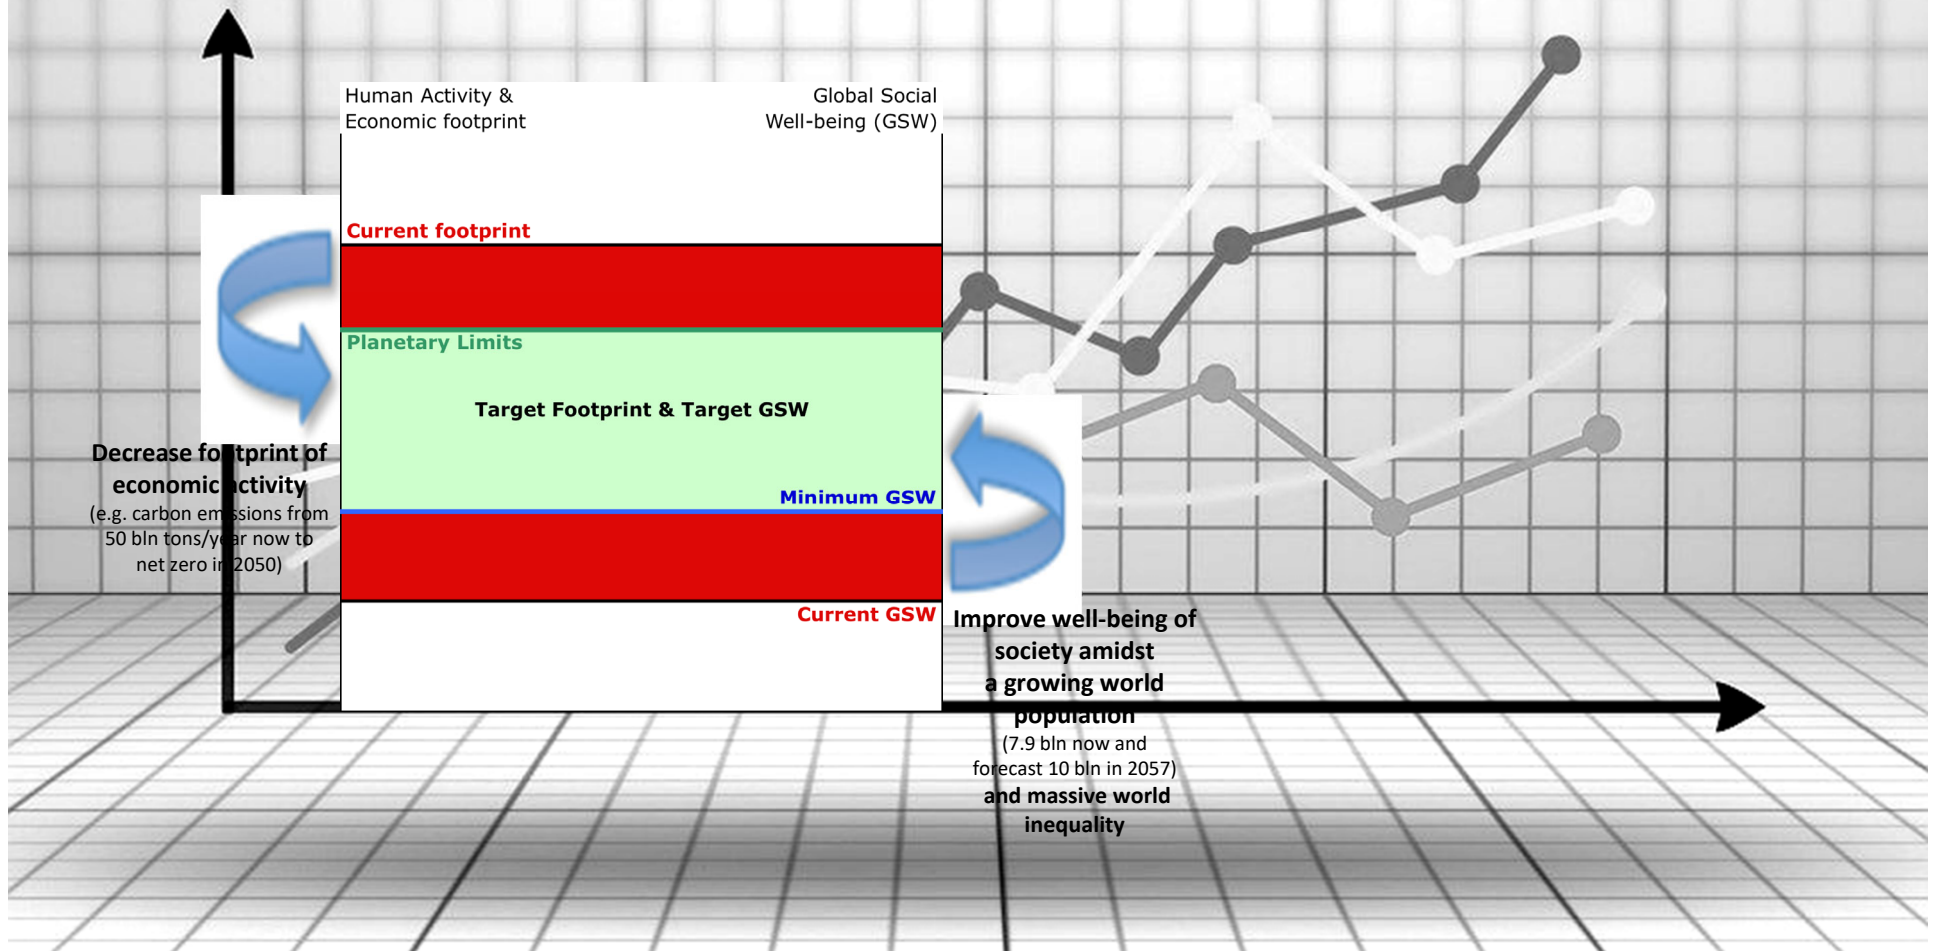 Human Activity &
Economic footprint
Global Social
Well-being (GSW)
Current footprint
Planetary Limits
Target Footprint & Target GSW
Minimum GSW
Current GSW
Decrease footprint of
economic activity
(e.g. carbon emissions from
50 bln tons/year now to
net zero in 2050)
Improve well-being of
society amidst
a growing world
population
(7.9 bln now and
forecast 10 bln in 2057)
and massive world
inequality